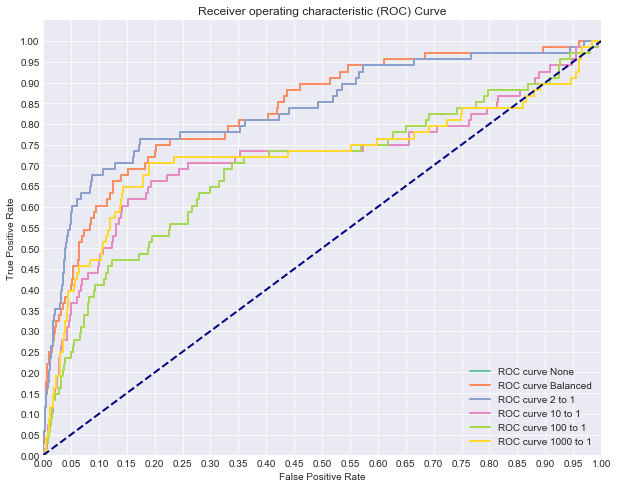 Receiver operating characteristic (ROC) Curve
True Positive Rate
1.00
0.95
0.90
0.85
0.80
0.75
0.70
0.65
0.60
0.55
0.50
0.45
0.40
0.35
0.30
0.25
0.20
0.15
0.10
0.05
0.00
ROC curve None
ROC curve Balanced
ROC curve 2 to 1
ROC curve 10 to 1
ROC curve 100 to 1
ROC curve 1000 to 1
0.00 0.05 0.10 0.15 0.20 0.25 0.30 0.35 0.40 0.45 0.50 0.55 0.60 0.65 0.70 0.75 0.80 0.85 0.90 0.95 1.00
False Positive Rate